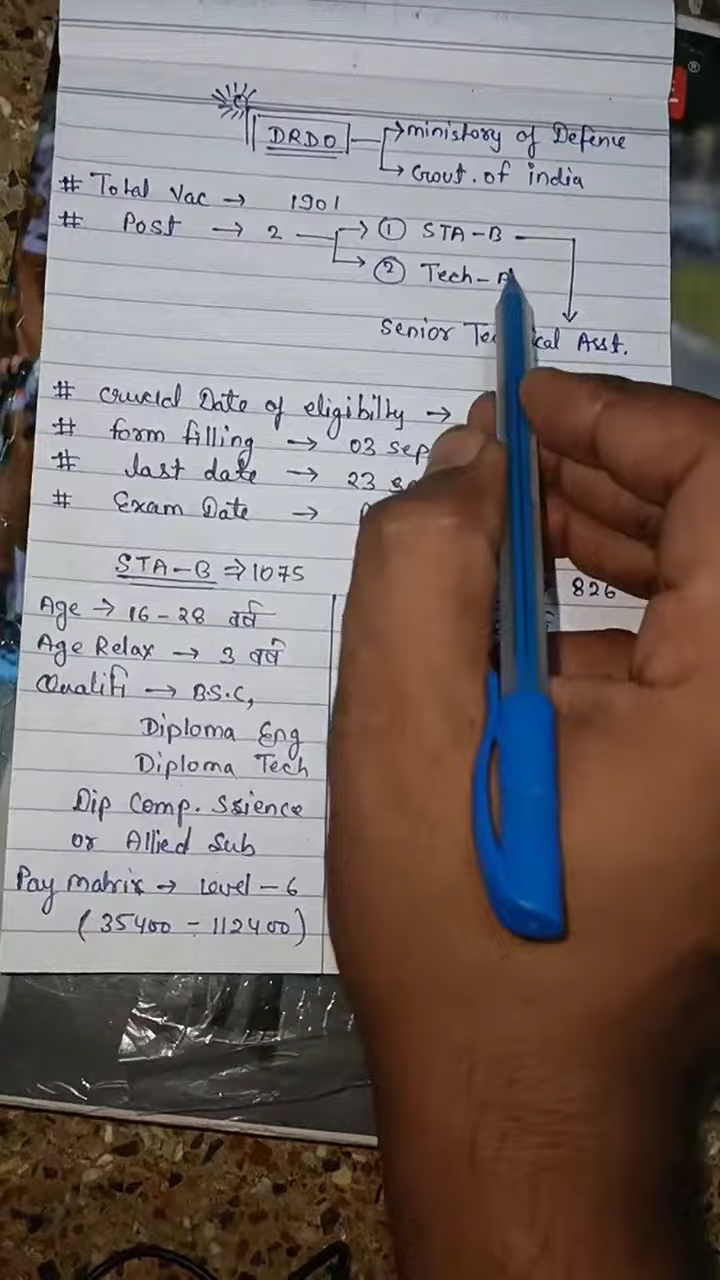 DRDO → ministory of Defence
→ Gout. of india
# Total Vac → 1901
# Post → 2 → ① STA-B
→ ② Tech-A
Senior Asst.
# Crucial Date of eligibilty →
# form filling → 03 Sep
# last date → 23
# Exam Date →
STA-B ⇒ 1075
826
Age → 16-28 वर्ष
Age Relax → 3 वर्ष
Qualifi → B.S.C,
Diploma Eng
Diploma Tech
Dip Comp. Ssience
or Allied Sub
Pay matrix → Level-6
(35400 - 112400)